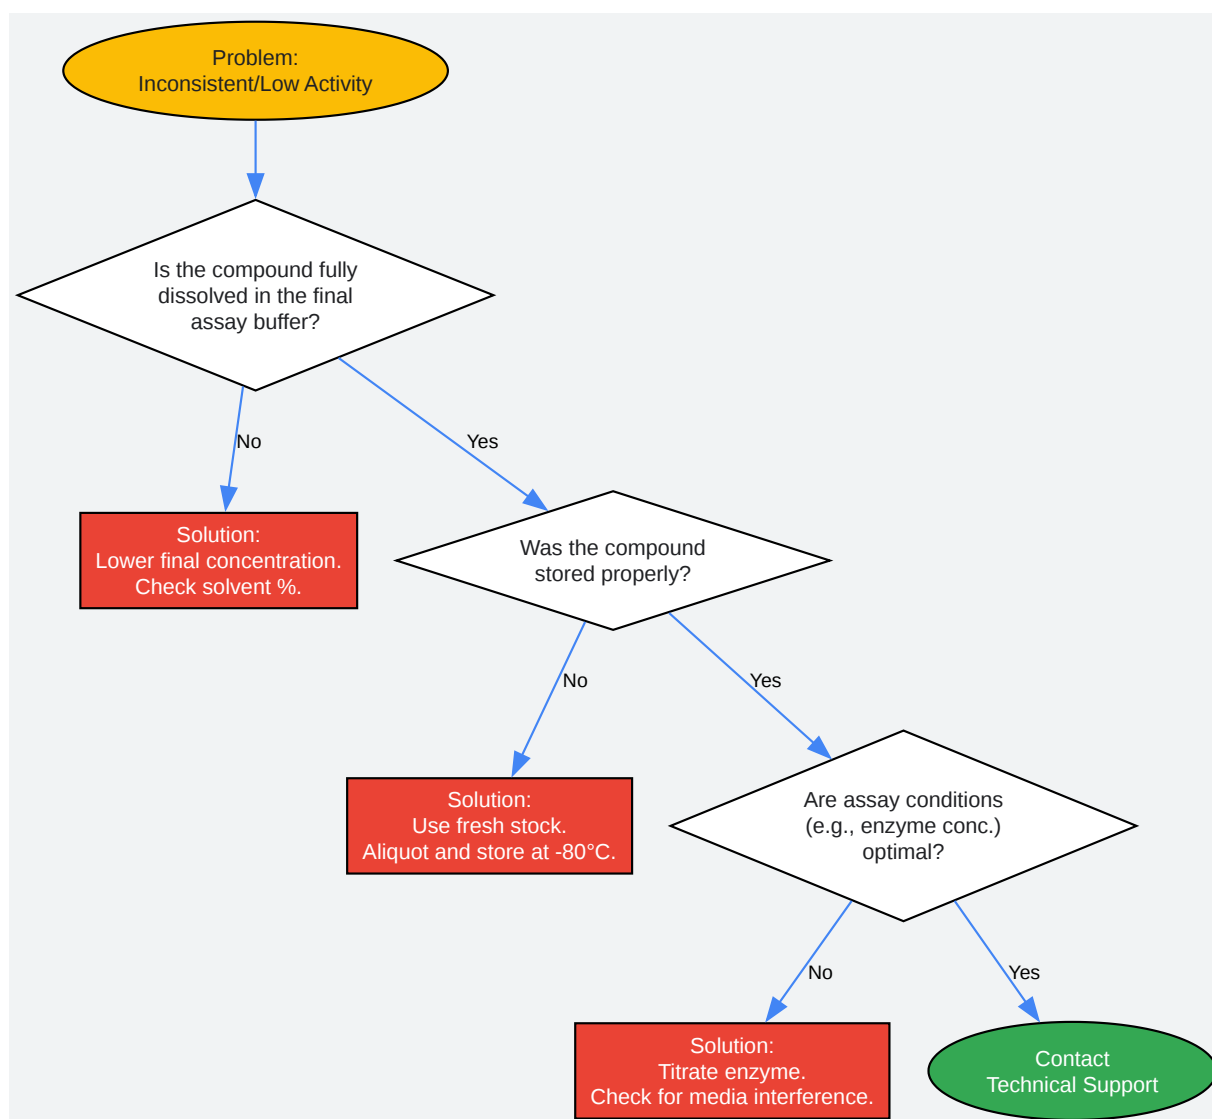 Problem:
Inconsistent/Low Activity
Is the compound fully
dissolved in the final
assay buffer?
No
Yes
Solution:
Lower final concentration.
Check solvent %.
Was the compound
stored properly?
No
Yes
Solution:
Use fresh stock.
Aliquot and store at -80°C.
Are assay conditions
(e.g., enzyme conc.)
optimal?
No
Yes
Solution:
Titrate enzyme.
Check for media interference.
Contact
Technical Support